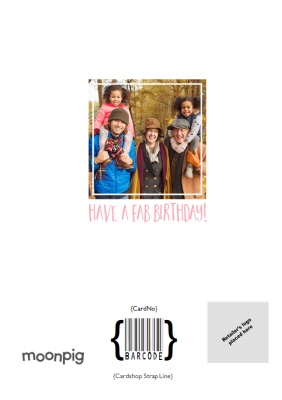 HAVE A FAB BIRTHDAY!
{CardNo}
{BARCODE}
Retailer's logo
placed here
moonpig
{Cardshop Strap Line}